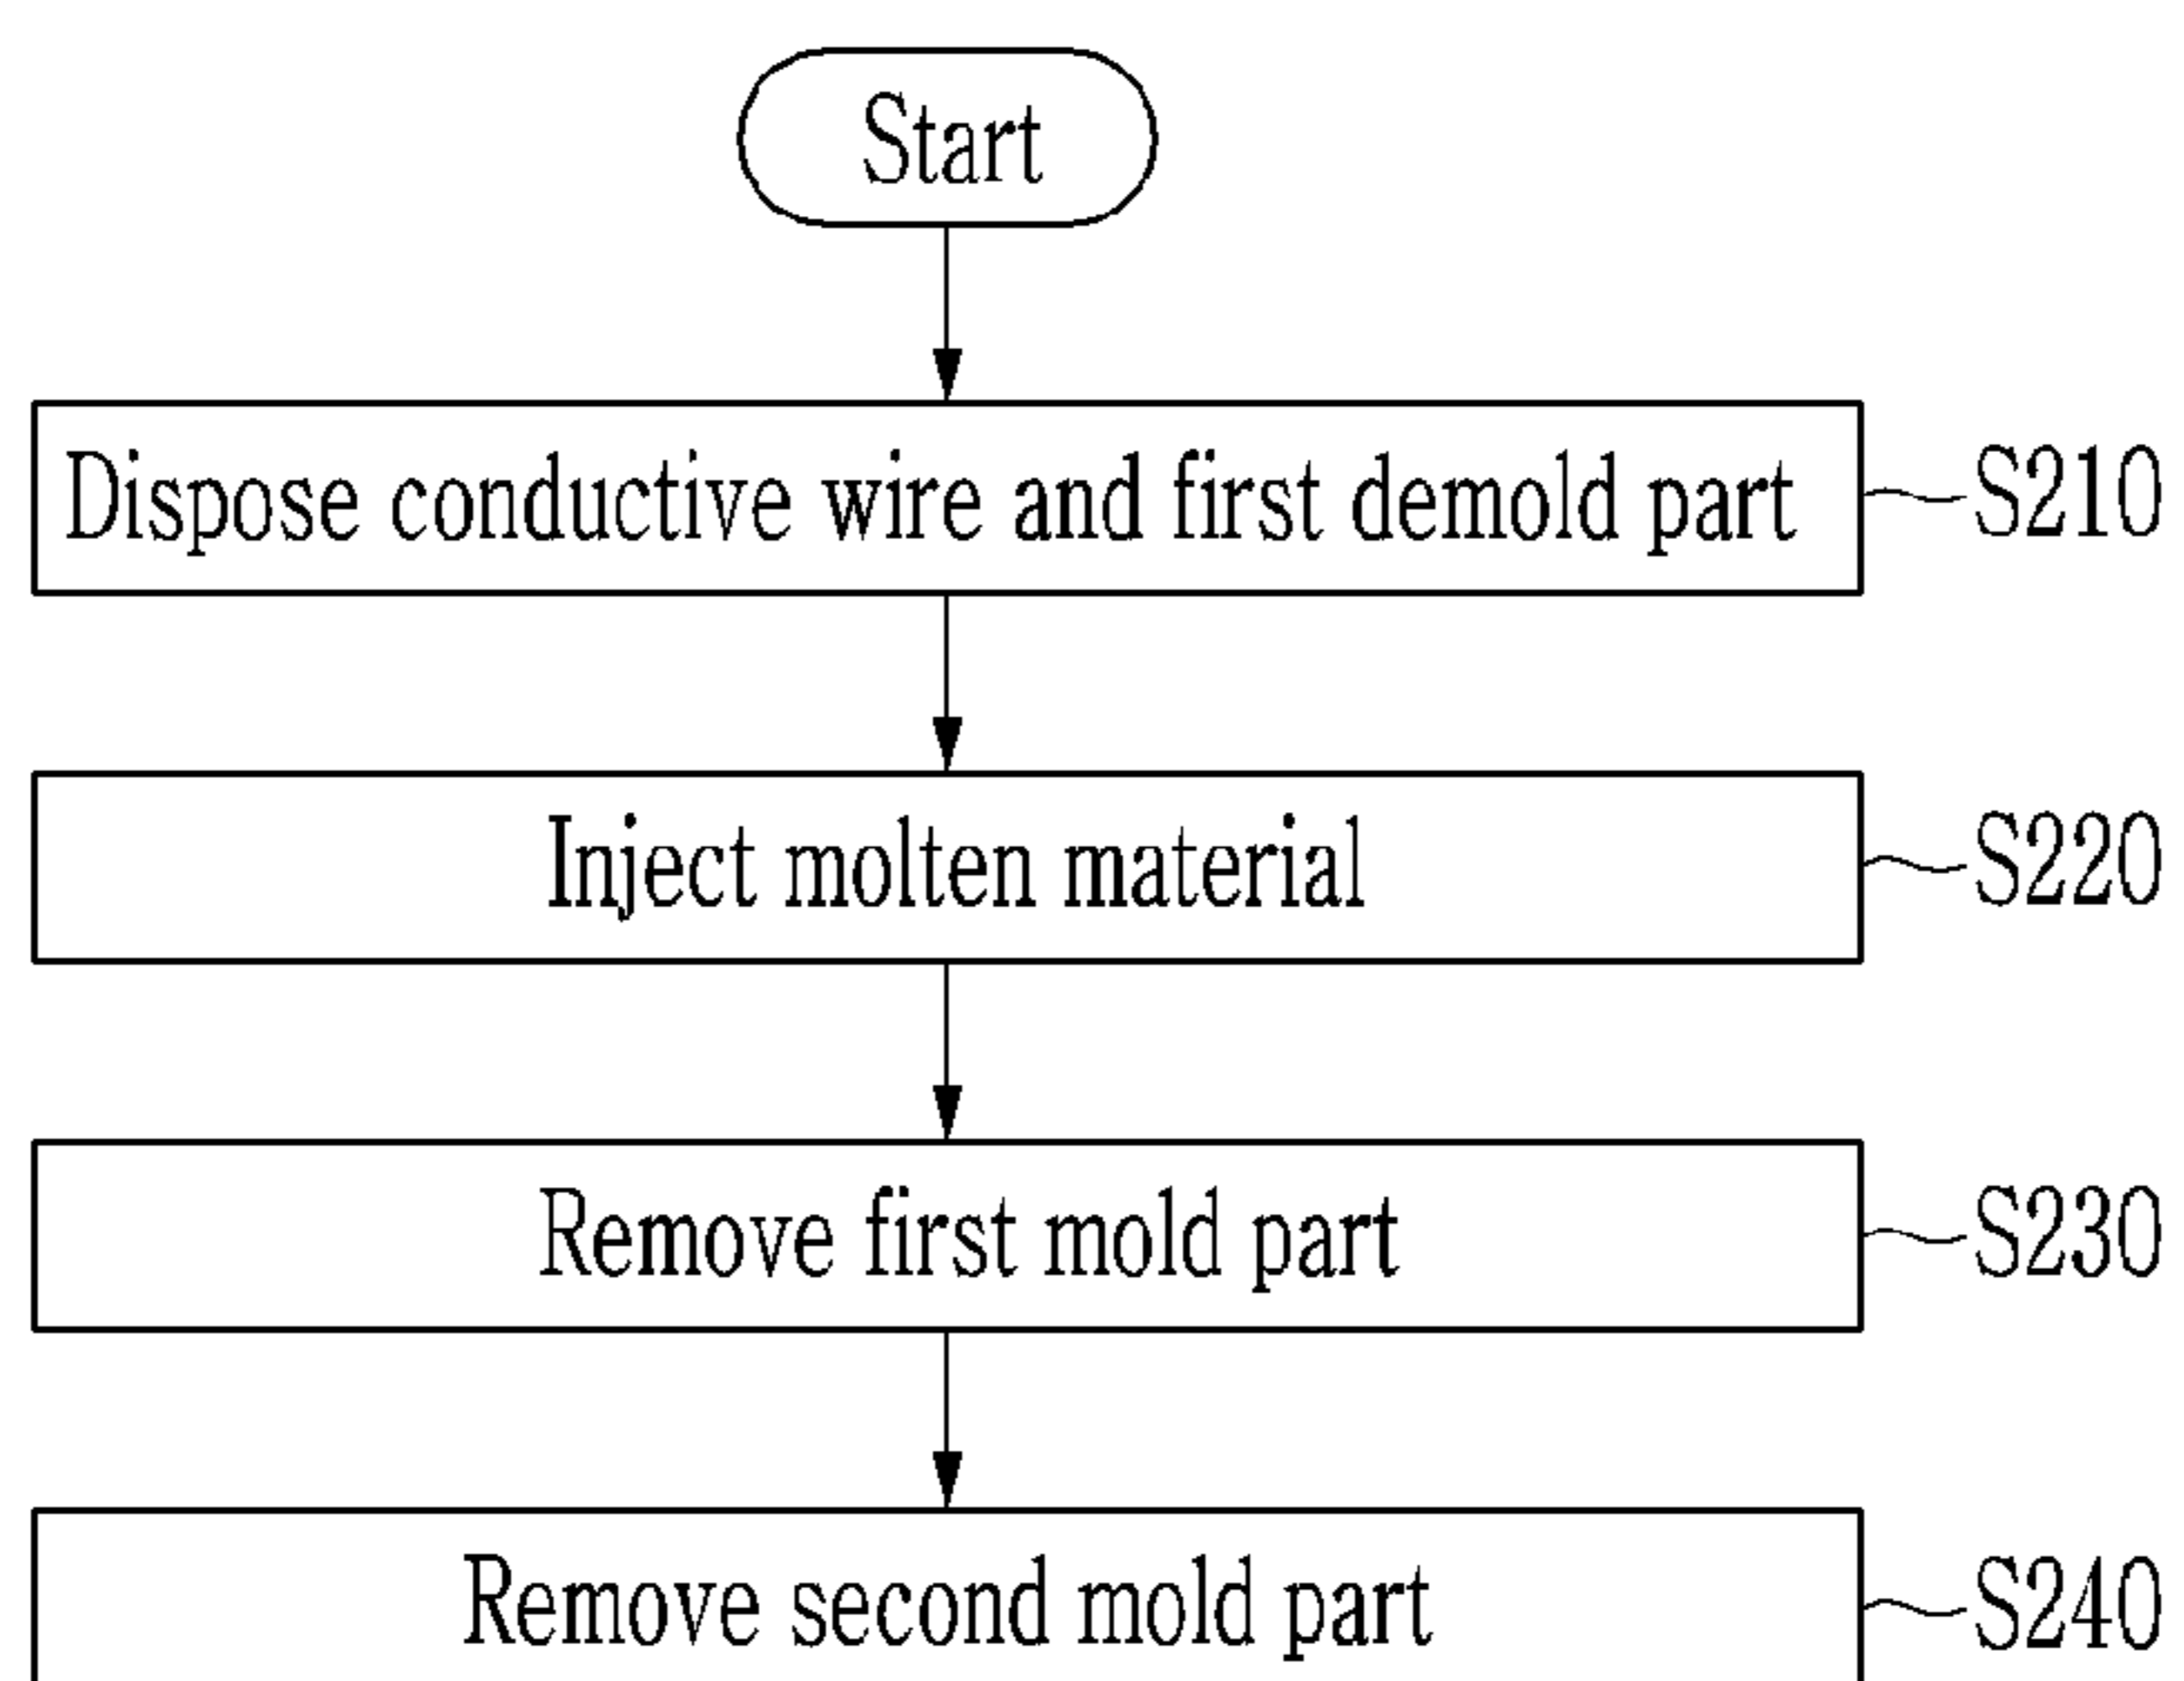 Start
Dispose conductive wire and first demold part S210
Inject molten material S220
Remove first mold part S230
Remove second mold part S240